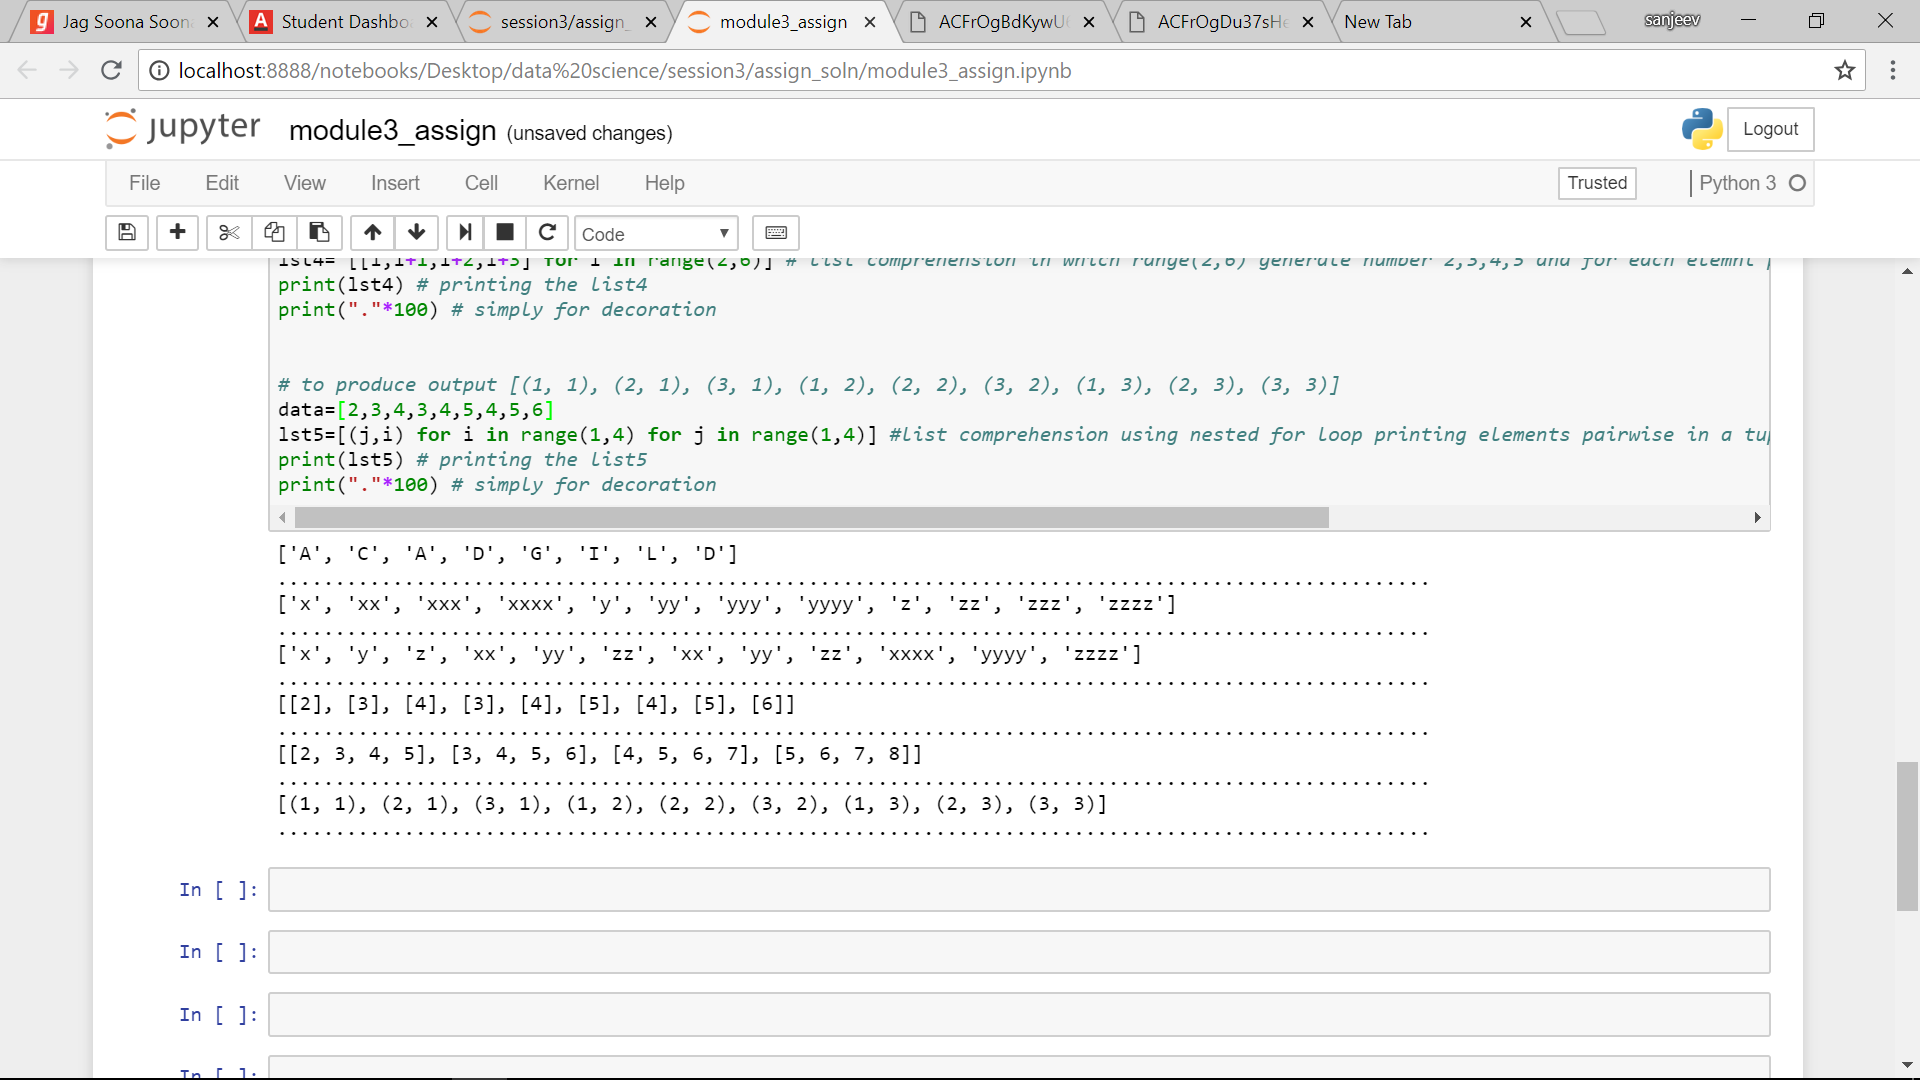 Jag Soona Soon
Student Dashbo
session3/assign_
module3_assign
ACFrOgBdKywU
ACFrOgDu37sHe
New Tab
sanjeev
localhost:8888/notebooks/Desktop/data%20science/session3/assign_soln/module3_assign.ipynb
jupyter module3_assign (unsaved changes)
Logout
File Edit View Insert Cell Kernel Help
Trusted
Python 3
Code
lst4= [[i,i+1,i+2,i+3] for i in range(2,6)] # list comprehension in which range(2,6) generate number 2,3,4,5 and for each elemnt
print(lst4) # printing the list4
print("."*100) # simply for decoration
# to produce output [(1, 1), (2, 1), (3, 1), (1, 2), (2, 2), (3, 2), (1, 3), (2, 3), (3, 3)]
data=[2,3,4,3,4,5,4,5,6]
lst5=[(j,i) for i in range(1,4) for j in range(1,4)] #list comprehension using nested for loop printing elements pairwise in a tup
print(lst5) # printing the list5
print("."*100) # simply for decoration
['A', 'C', 'A', 'D', 'G', 'I', 'L', 'D']
....................................................................................................
['x', 'xx', 'xxx', 'xxxx', 'y', 'yy', 'yyy', 'yyyy', 'z', 'zz', 'zzz', 'zzzz']
....................................................................................................
['x', 'y', 'z', 'xx', 'yy', 'zz', 'xx', 'yy', 'zz', 'xxxx', 'yyyy', 'zzzz']
....................................................................................................
[[2], [3], [4], [3], [4], [5], [4], [5], [6]]
....................................................................................................
[[2, 3, 4, 5], [3, 4, 5, 6], [4, 5, 6, 7], [5, 6, 7, 8]]
....................................................................................................
[(1, 1), (2, 1), (3, 1), (1, 2), (2, 2), (3, 2), (1, 3), (2, 3), (3, 3)]
....................................................................................................
In [ ]:
In [ ]:
In [ ]:
In [ ]: